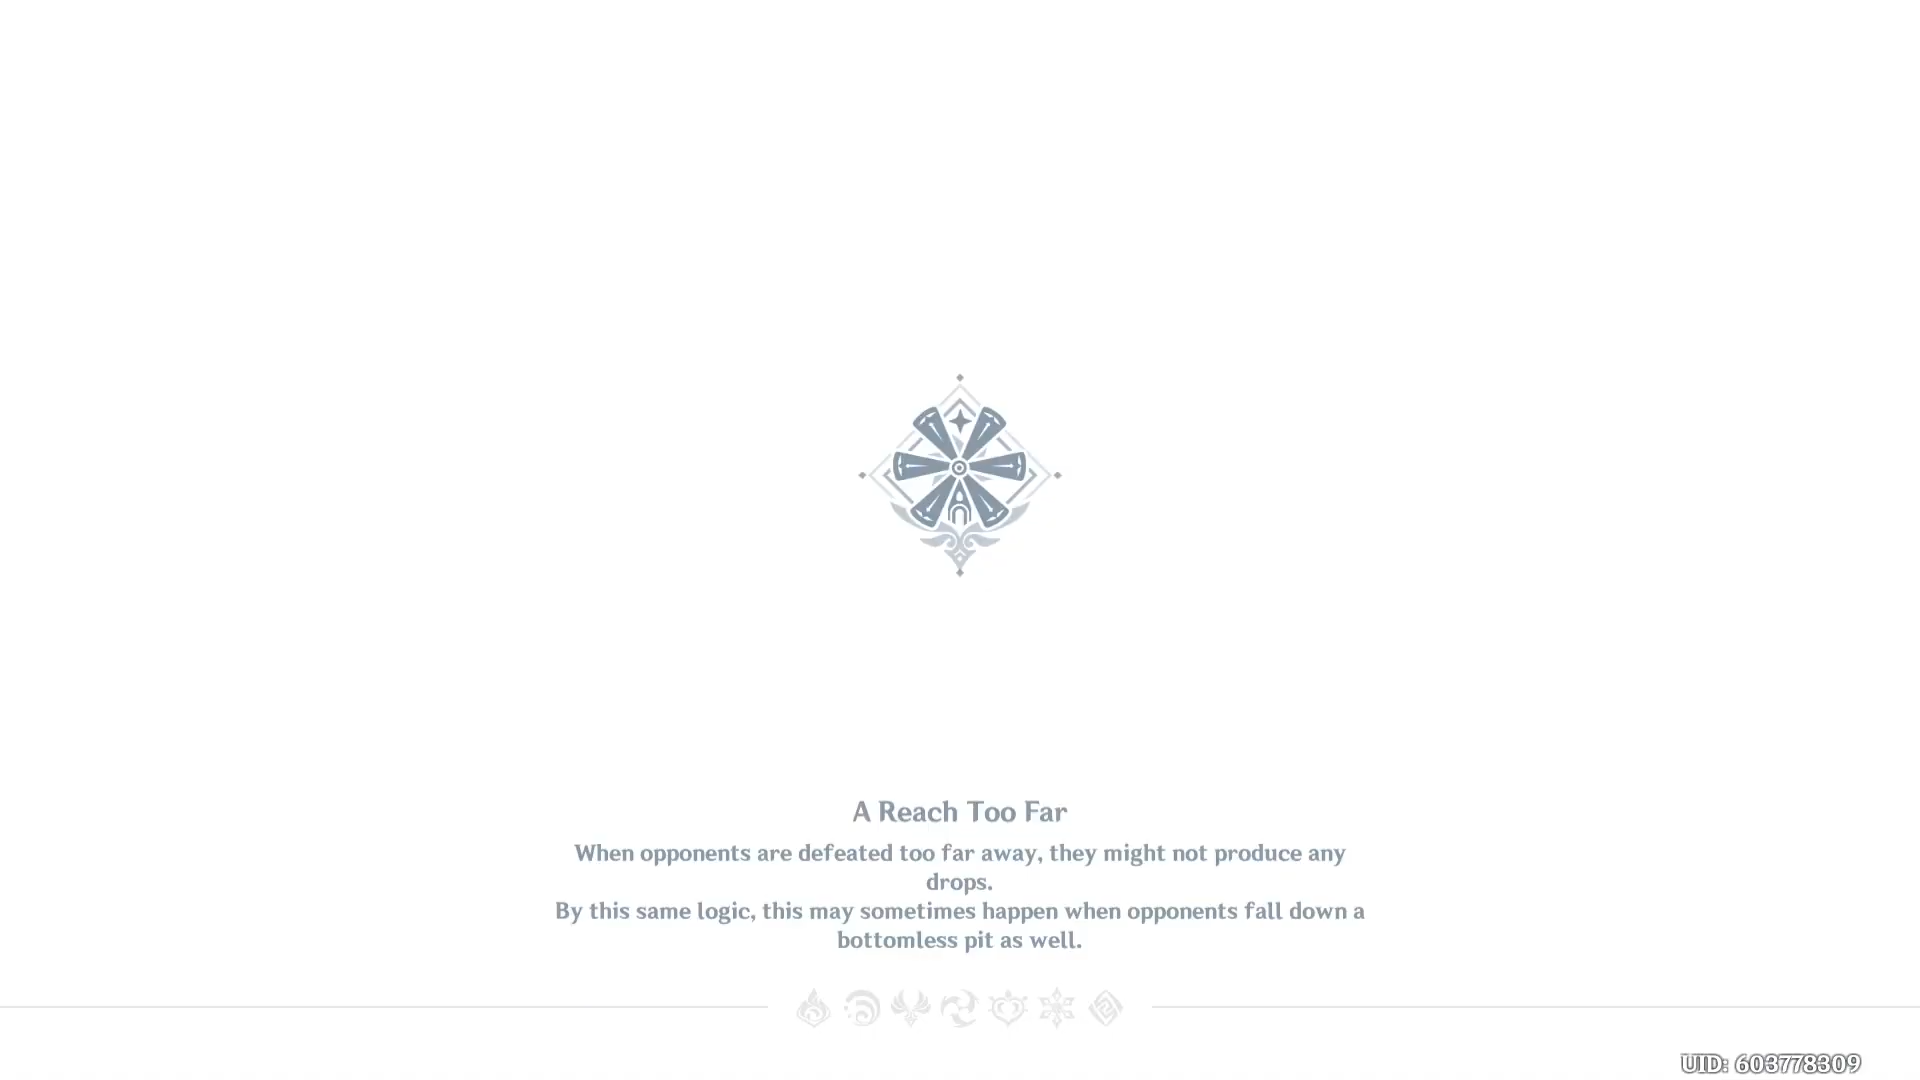 A Reach Too Far
When opponents are defeated too far away, they might not produce any
drops.
By this same logic, this may sometimes happen when opponents fall down a
bottomless pit as well.
UID: 603778309